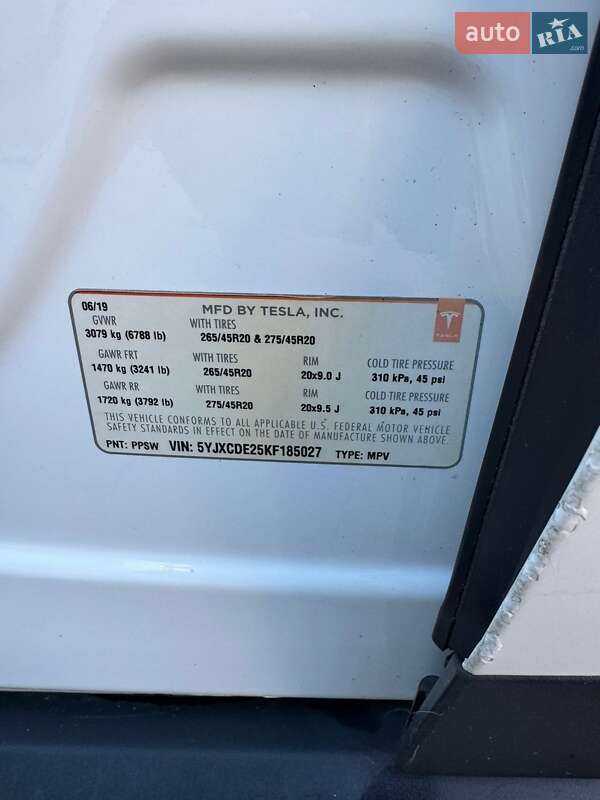 auto RIA .com
06/19 MFD BY TESLA, INC.
GVWR WITH TIRES
3079 kg (6788 lb) 265/45R20 & 275/45R20
GAWR FRT WITH TIRES RIM COLD TIRE PRESSURE
1470 kg (3241 lb) 265/45R20 20x9.0 J 310 kPa, 45 psi
GAWR RR WITH TIRES RIM COLD TIRE PRESSURE
1720 kg (3792 lb) 275/45R20 20x9.5 J 310 kPa, 45 psi
THIS VEHICLE CONFORMS TO ALL APPLICABLE U.S. FEDERAL MOTOR VEHICLE
SAFETY STANDARDS IN EFFECT ON THE DATE OF MANUFACTURE SHOWN ABOVE.
PNT: PPSW VIN: 5YJXCDE25KF185027 TYPE: MPV